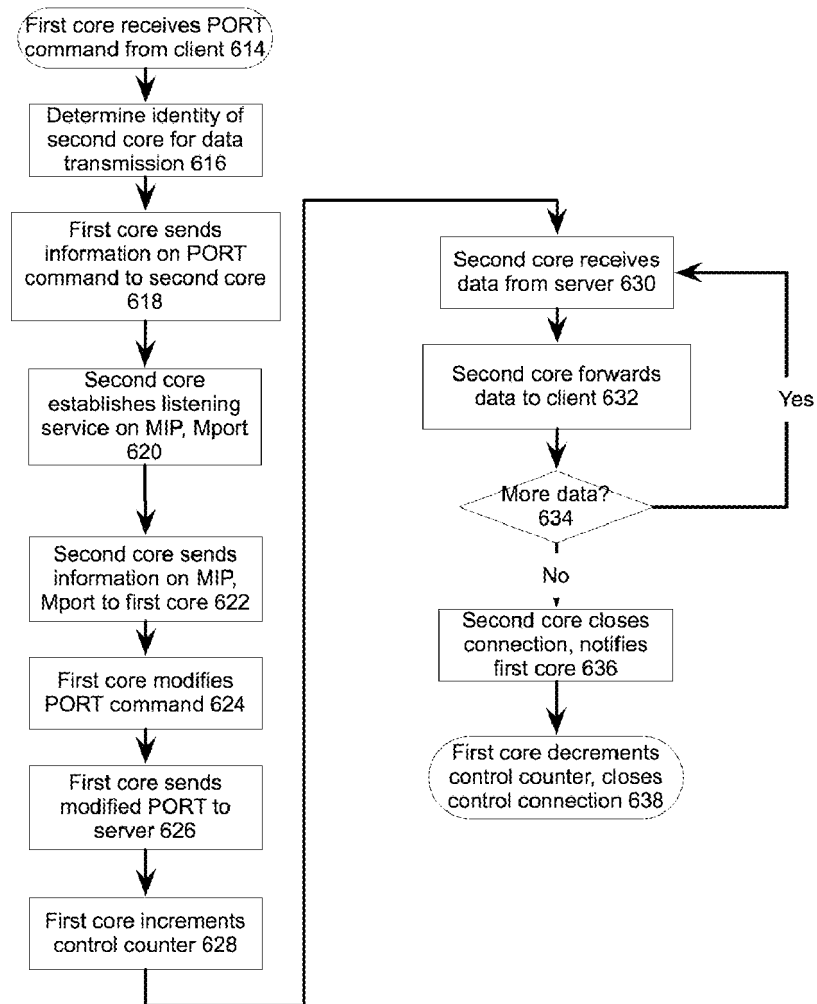 First core receives PORT
command from client 614
Determine identity of
second core for data
transmission 616
First core sends
information on PORT
command to second core
618
Second core
establishes listening
service on MIP, Mport
620
Second core sends
information on MIP,
Mport to first core 622
First core modifies
PORT command 624
First core sends
modified PORT to
server 626
First core increments
control counter 628
Second core receives
data from server 630
Second core forwards
data to client 632
Yes
More data?
634
No
Second core closes
connection, notifies
first core 636
First core decrements
control counter, closes
control connection 638